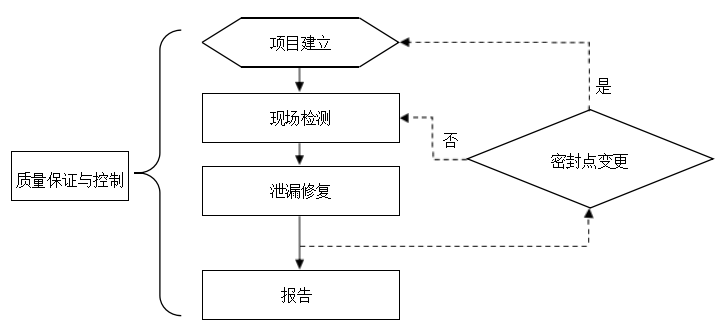 项目建立
是
现场检测
否
密封点变更
质量保证与控制
泄漏修复
报告